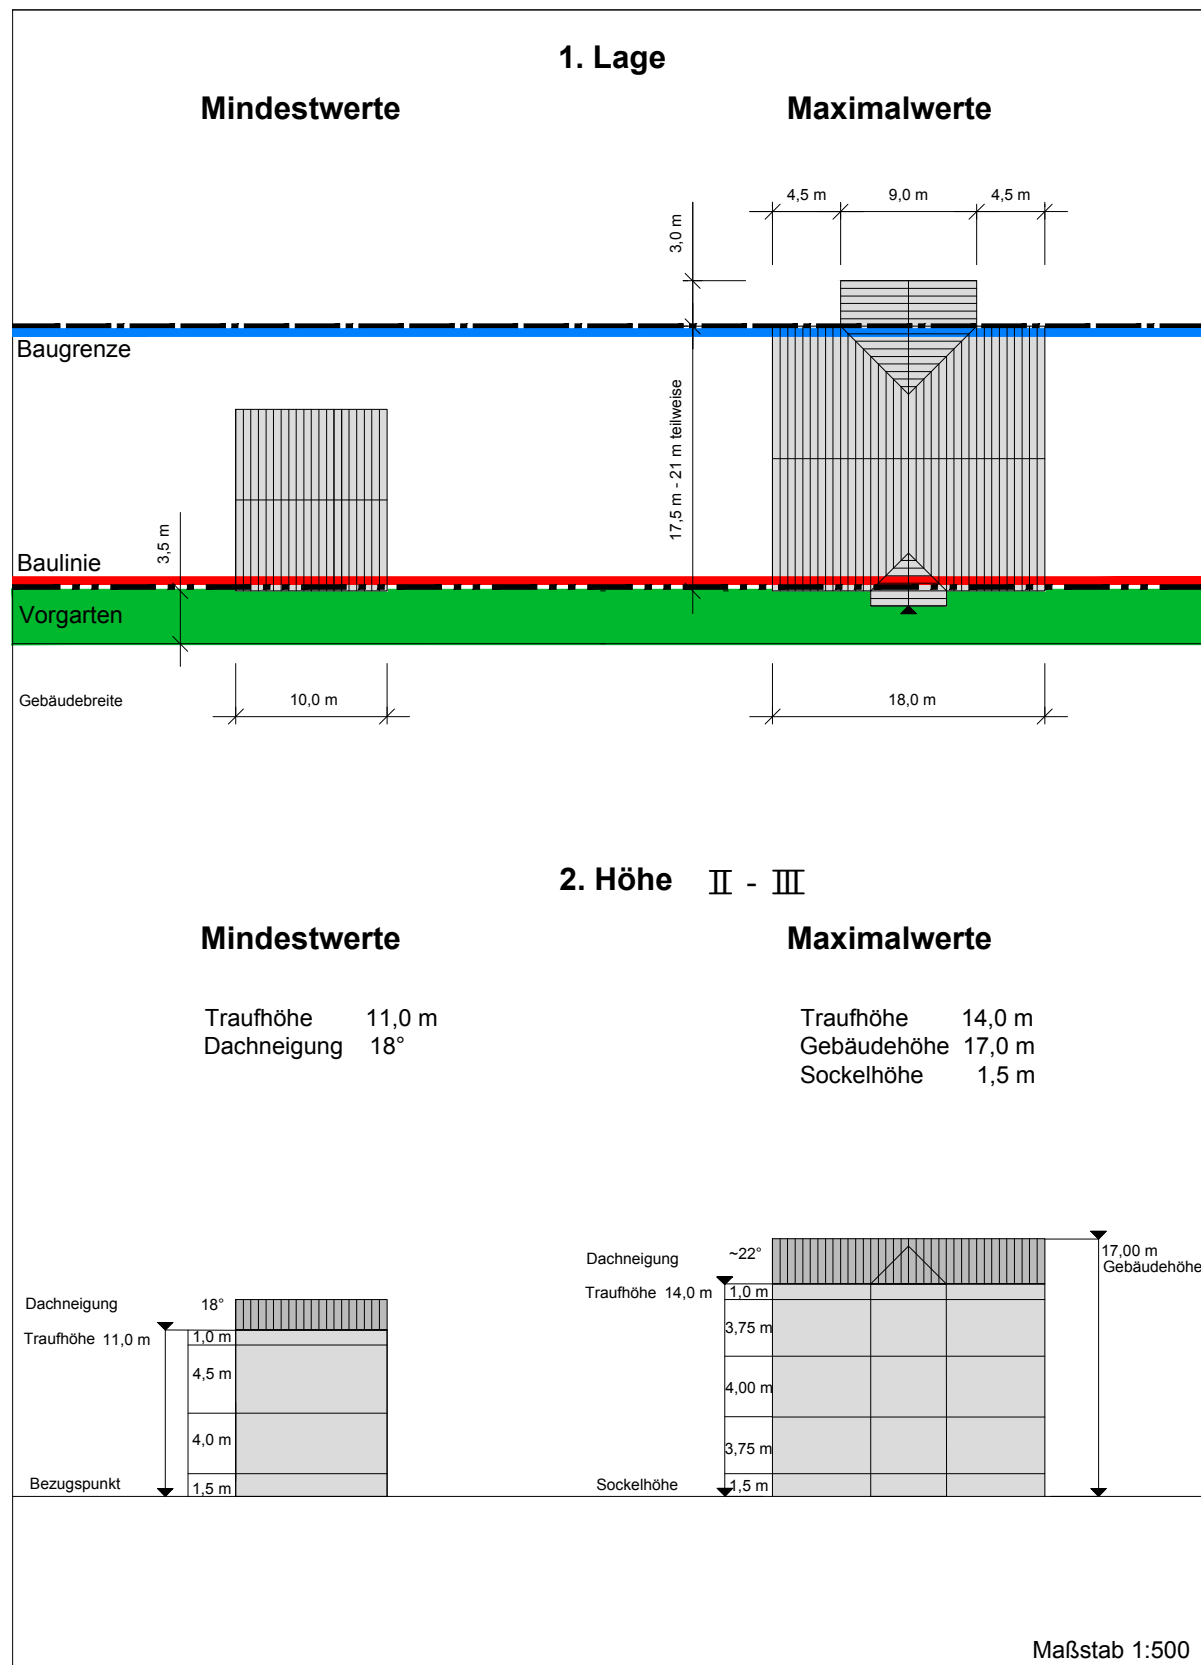 1. Lage
Mindestwerte
Maximalwerte
4,5 m
9,0 m
4,5 m
3,0 m
Baugrenze
17,5 m - 21 m teilweise
3,5 m
Baulinie
Vorgarten
Gebäudebreite
10,0 m
18,0 m
2. Höhe II - III
Mindestwerte
Maximalwerte
Traufhöhe 11,0 m
Dachneigung 18°
Traufhöhe 14,0 m
Gebäudehöhe 17,0 m
Sockelhöhe 1,5 m
Dachneigung 18°
Traufhöhe 11,0 m
1,0 m
4,5 m
4,0 m
Bezugspunkt
1,5 m
Dachneigung ~22°
Traufhöhe 14,0 m
1,0 m
3,75 m
4,00 m
3,75 m
Sockelhöhe
1,5 m
17,00 m
Gebäudehöhe
Maßstab 1:500